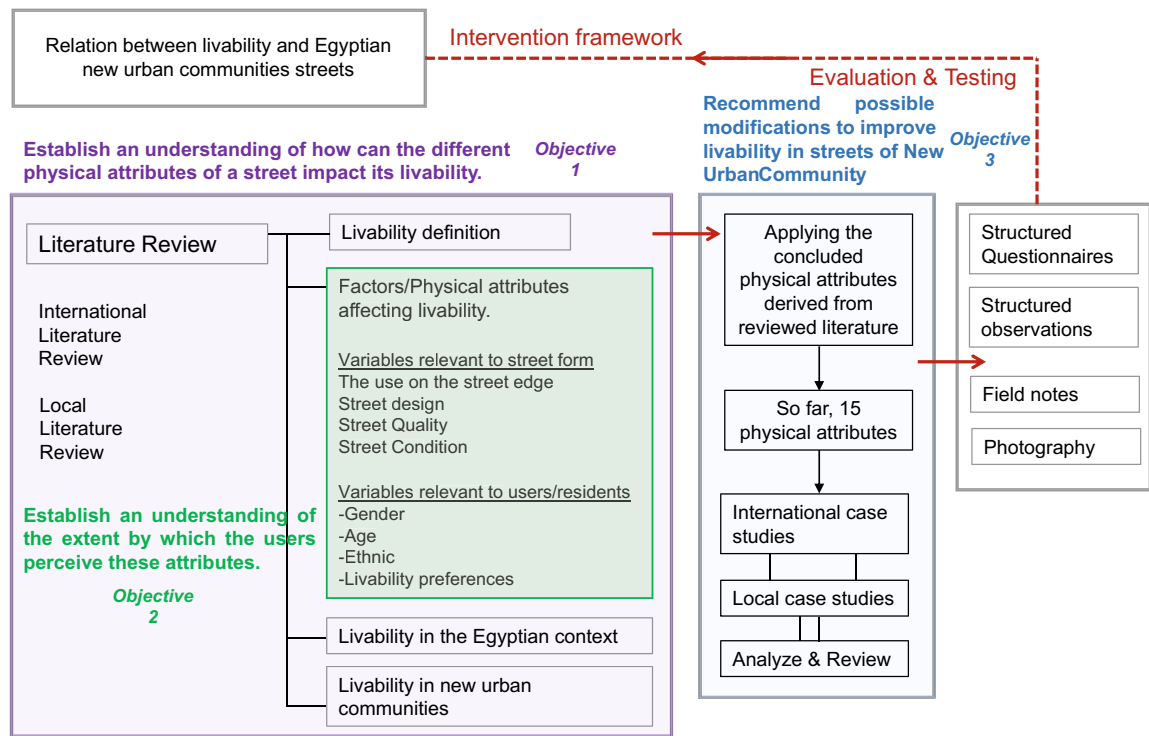 Relation between livability and Egyptian
new urban communities streets
Intervention framework
Evaluation & Testing
Establish an understanding of how can the different
physical attributes of a street impact its livability.
Objective
1
Recommend possible
modifications to improve
livability in streets of New
UrbanCommunity
Objective
3
Literature Review
International
Literature
Review
Local
Literature
Review
Establish an understanding of
the extent by which the users
perceive these attributes.
Objective
2
Livability definition
Factors/Physical attributes
affecting livability.
Variables relevant to street form
The use on the street edge
Street design
Street Quality
Street Condition
Variables relevant to users/residents
-Gender
-Age
-Ethnic
-Livability preferences
Livability in the Egyptian context
Livability in new urban
communities
Applying the
concluded
physical attributes
derived from
reviewed literature
So far, 15
physical attributes
International case
studies
Local case studies
Analyze & Review
Structured
Questionnaires
Structured
observations
Field notes
Photography